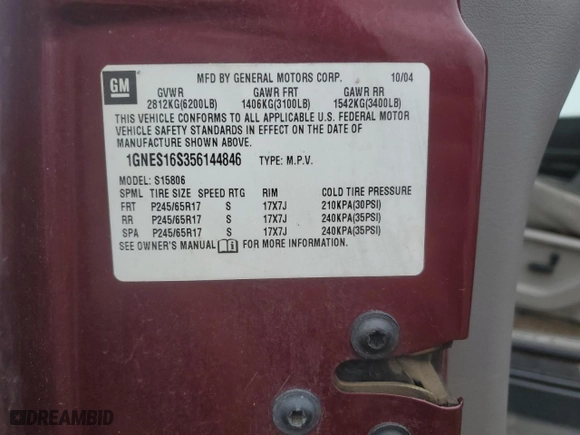 GM
MFD BY GENERAL MOTORS CORP. 10/04
GVWR GAWR FRT GAWR RR
2812KG(6200LB) 1406KG(3100LB) 1542KG(3400LB)
THIS VEHICLE CONFORMS TO ALL APPLICABLE U.S. FEDERAL MOTOR
VEHICLE SAFETY STANDARDS IN EFFECT ON THE DATE OF
MANUFACTURE SHOWN ABOVE.
1GNES16S356144846 TYPE: M.P.V.
MODEL: S15806
SPML TIRE SIZE SPEED RTG RIM COLD TIRE PRESSURE
FRT P245/65R17 S 17X7J 210KPA(30PSI)
RR P245/65R17 S 17X7J 240KPA(35PSI)
SPA P245/65R17 S 17X7J 240KPA(35PSI)
SEE OWNER'S MANUAL FOR MORE INFORMATION.
DREAMBID